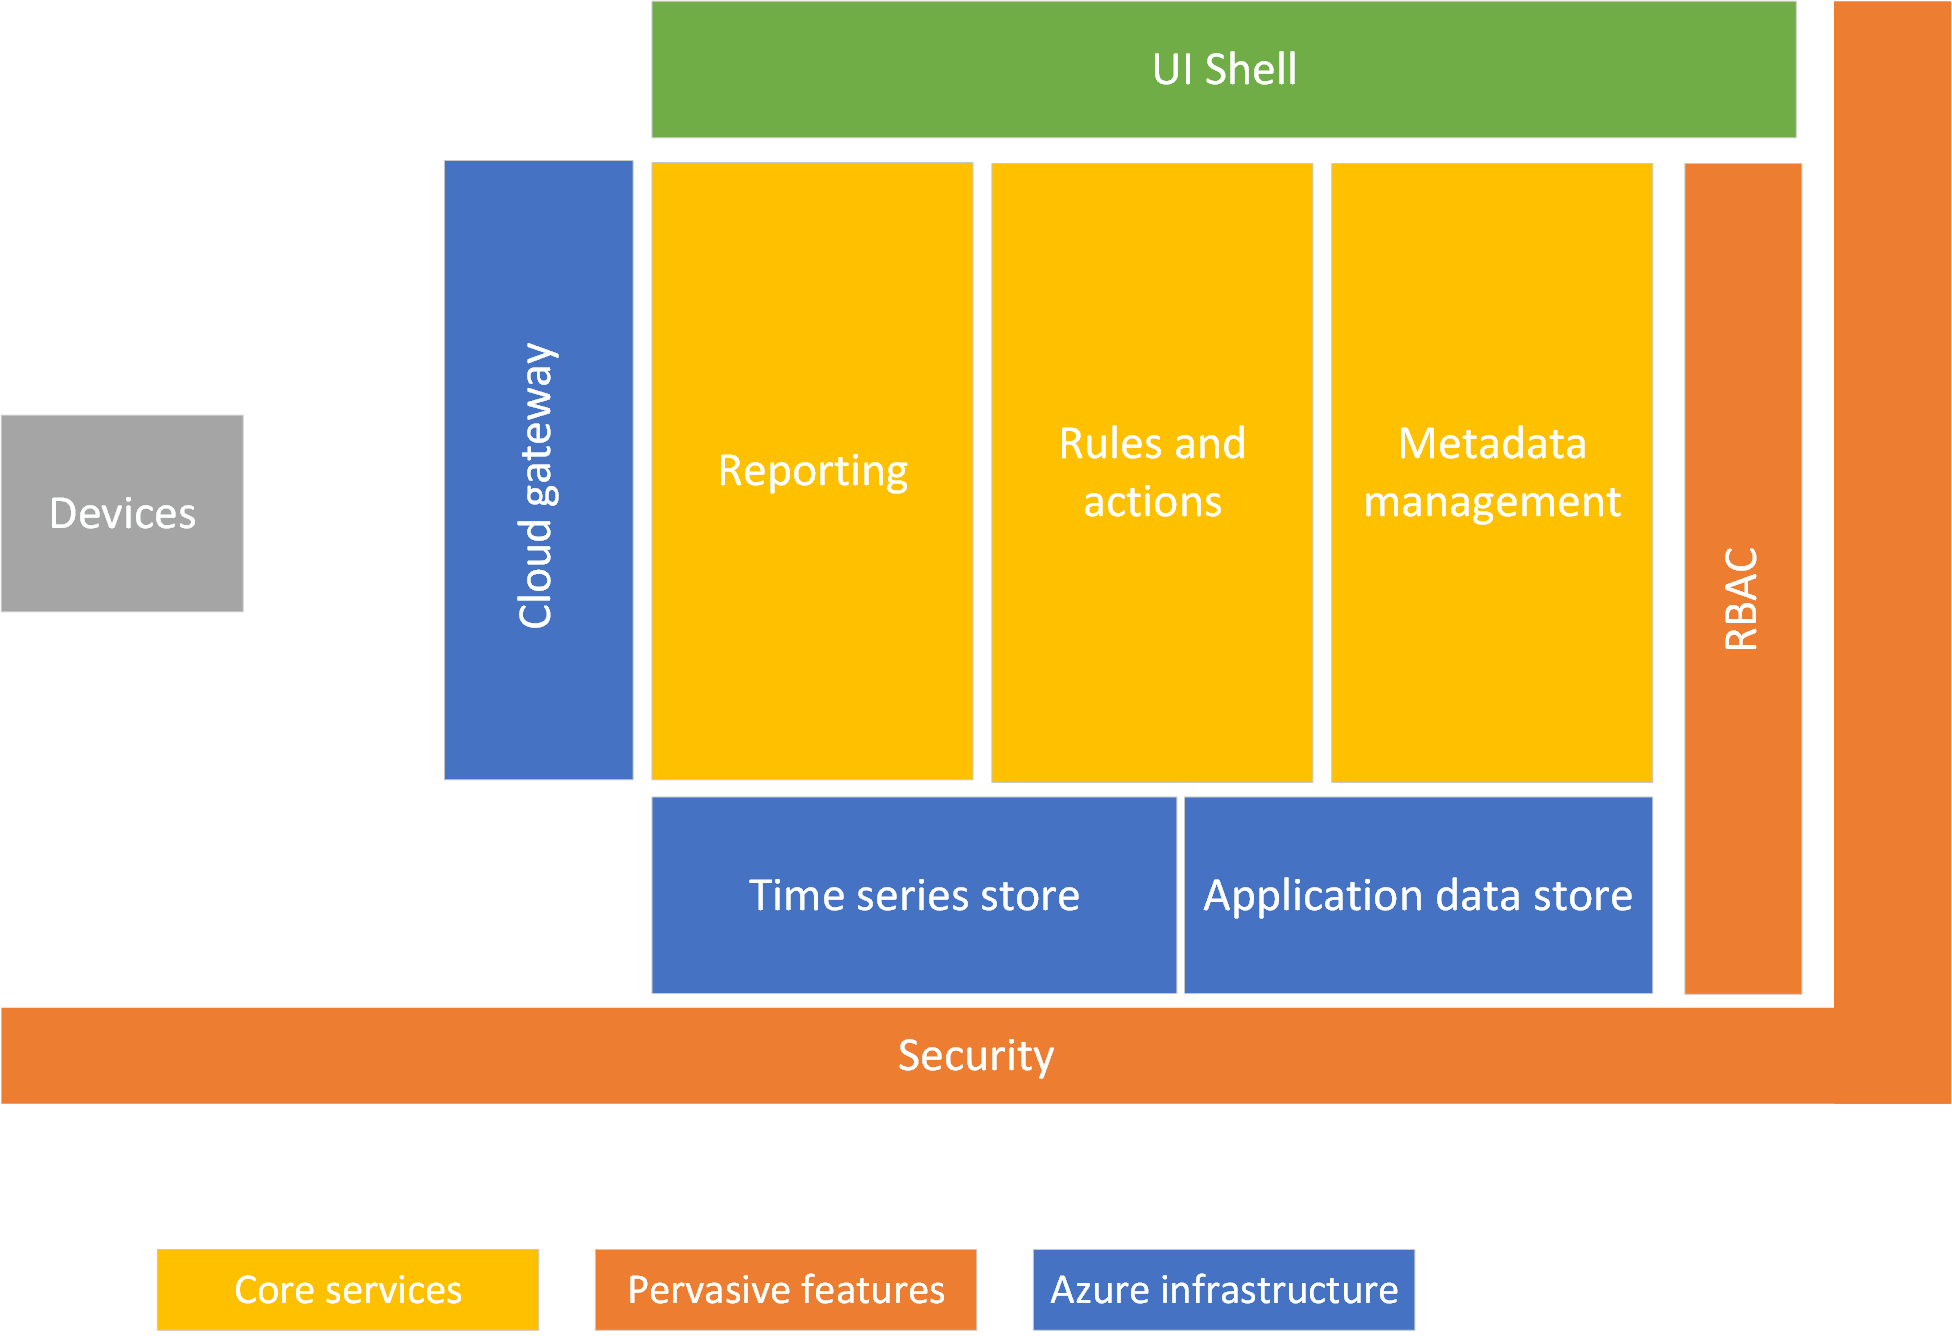 UI Shell
Devices
Cloud gateway
Reporting
Rules and
actions
Metadata
management
RBAC
Time series store
Application data store
Security
Core services
Pervasive features
Azure infrastructure